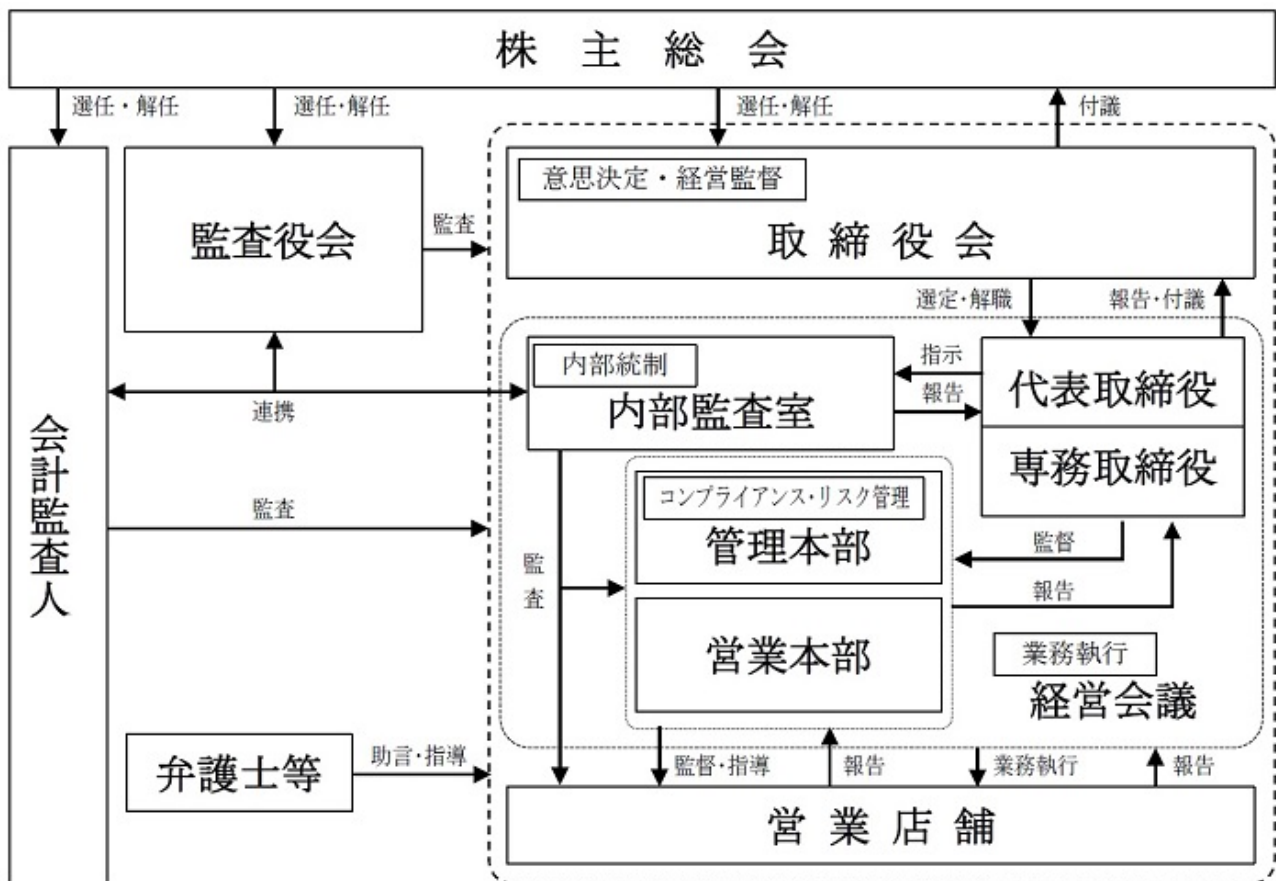 株主総会
選任・解任
選任・解任
選任・解任
付議
意思決定・経営監督
取締役会
監査役会
監査
選定・解職
報告・付議
内部統制
内部監査室
指示
報告
代表取締役
専務取締役
連携
会計監査人
監査
コンプライアンス・リスク管理
管理本部
営業本部
監査
監督
報告
業務執行
経営会議
弁護士等
助言・指導
監督・指導
報告
業務執行
報告
営業店舗